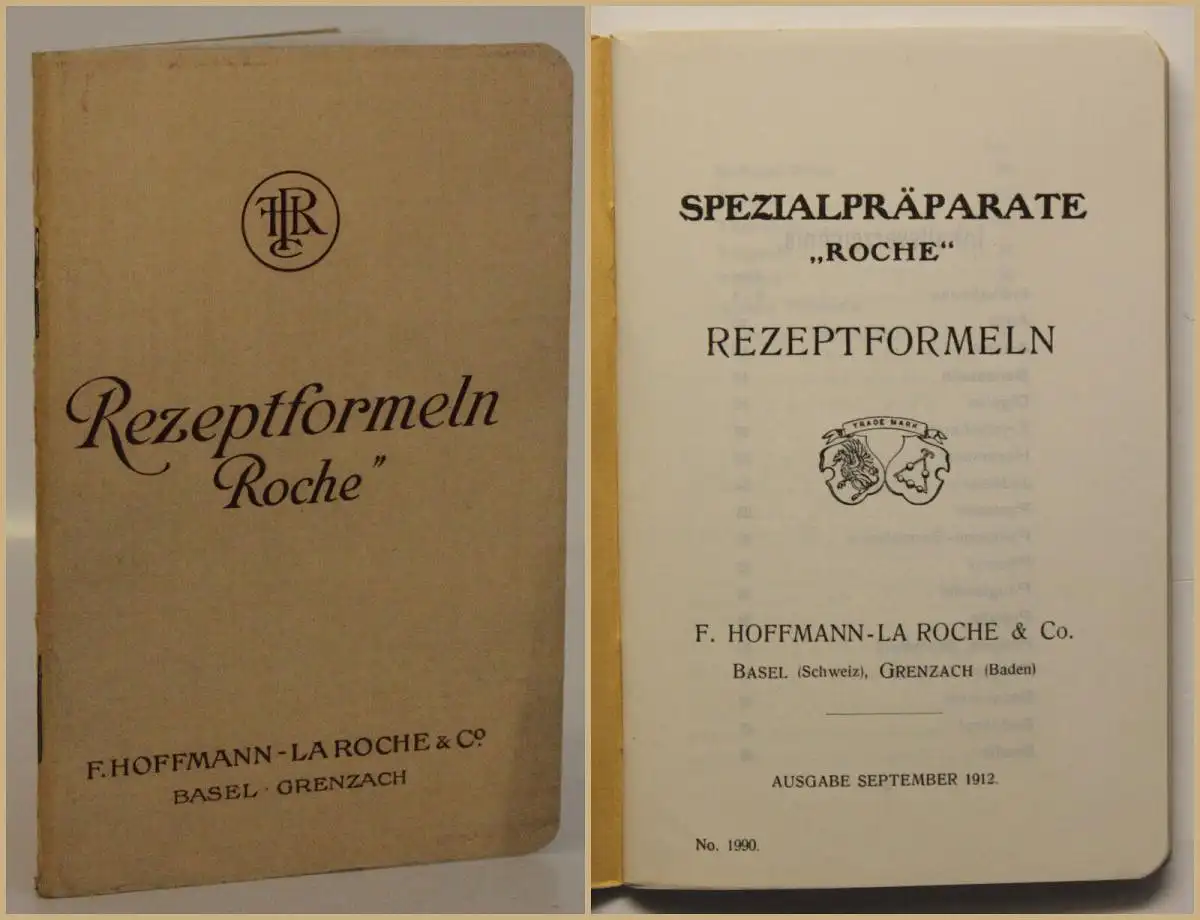 HLRC
Rezeptformeln
Roche”
F. HOFFMANN-LA ROCHE & Cº
BASEL · GRENZACH
SPEZIALPRÄPARATE
„ROCHE“
REZEPTFORMELN
TRADE MARK
F. HOFFMANN-LA ROCHE & Co.
BASEL (Schweiz), GRENZACH (Baden)
AUSGABE SEPTEMBER 1912.
No. 1990.